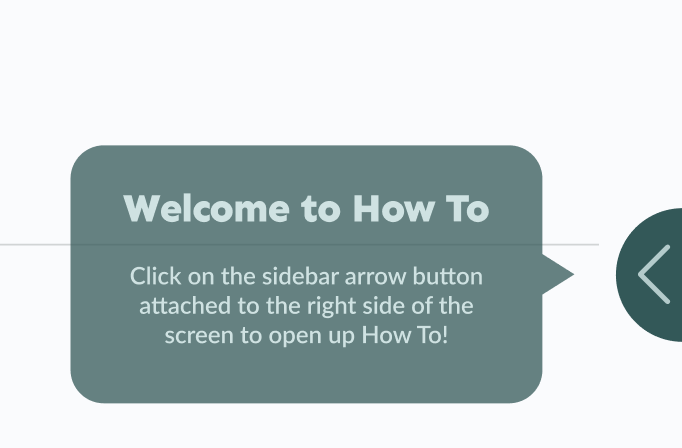 Welcome to How To
Click on the sidebar arrow button
attached to the right side of the
screen to open up How To!